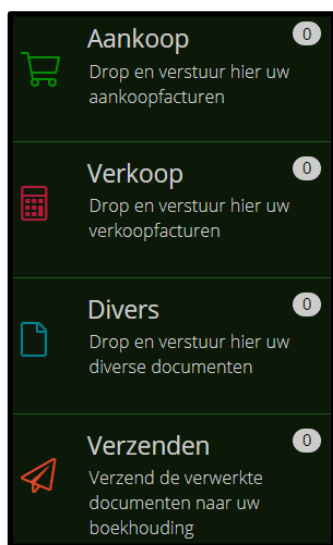 Aankoop 0
Drop en verstuur hier uw
aankoopfacturen
Verkoop 0
Drop en verstuur hier uw
verkoopfacturen
Divers 0
Drop en verstuur hier uw
diverse documenten
Verzenden 0
Verzend de verwerkte
documenten naar uw
boekhouding